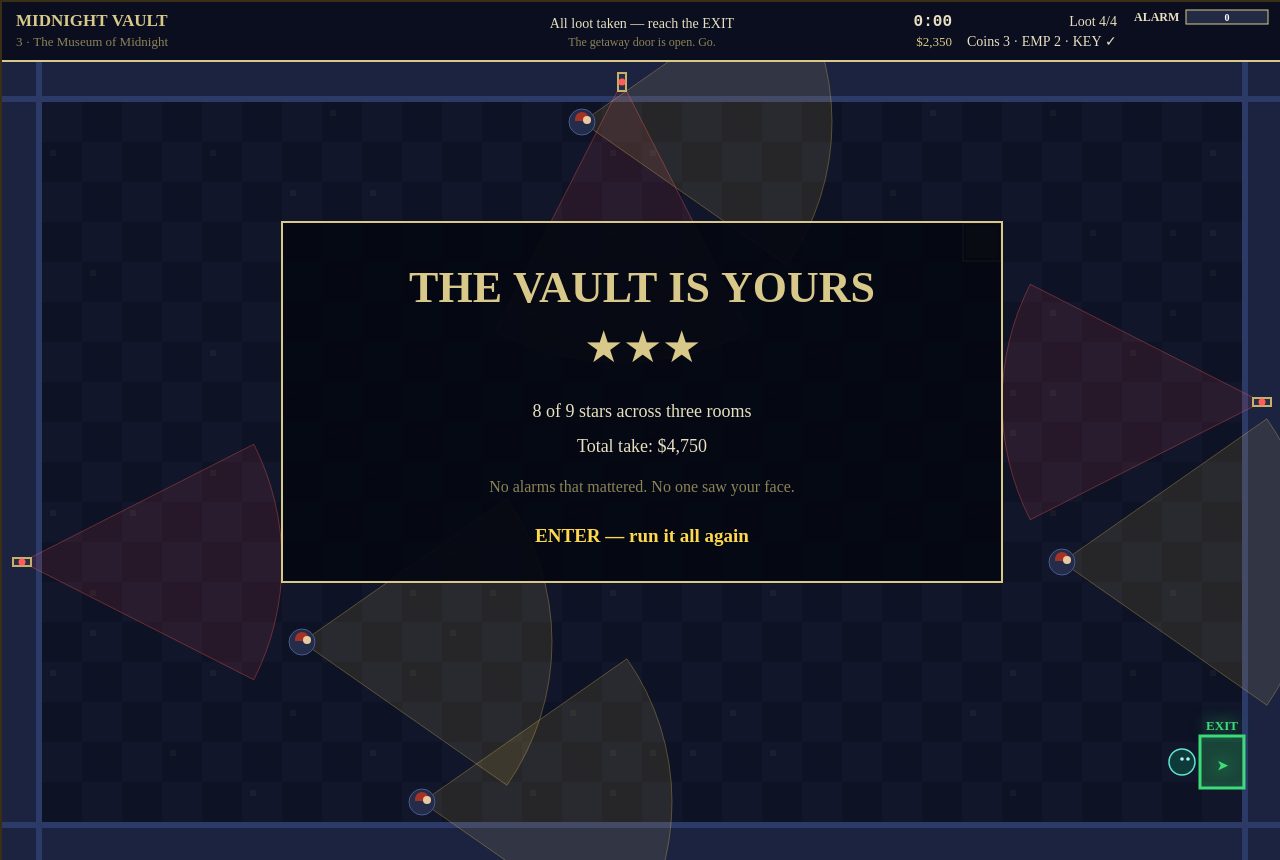 MIDNIGHT VAULT
3 · The Museum of Midnight
All loot taken — reach the EXIT
The getaway door is open. Go.
0:00
$2,350
Loot 4/4
Coins 3 · EMP 2 · KEY ✓
ALARM 0
THE VAULT IS YOURS
★★★
8 of 9 stars across three rooms
Total take: $4,750
No alarms that mattered. No one saw your face.
ENTER — run it all again
EXIT